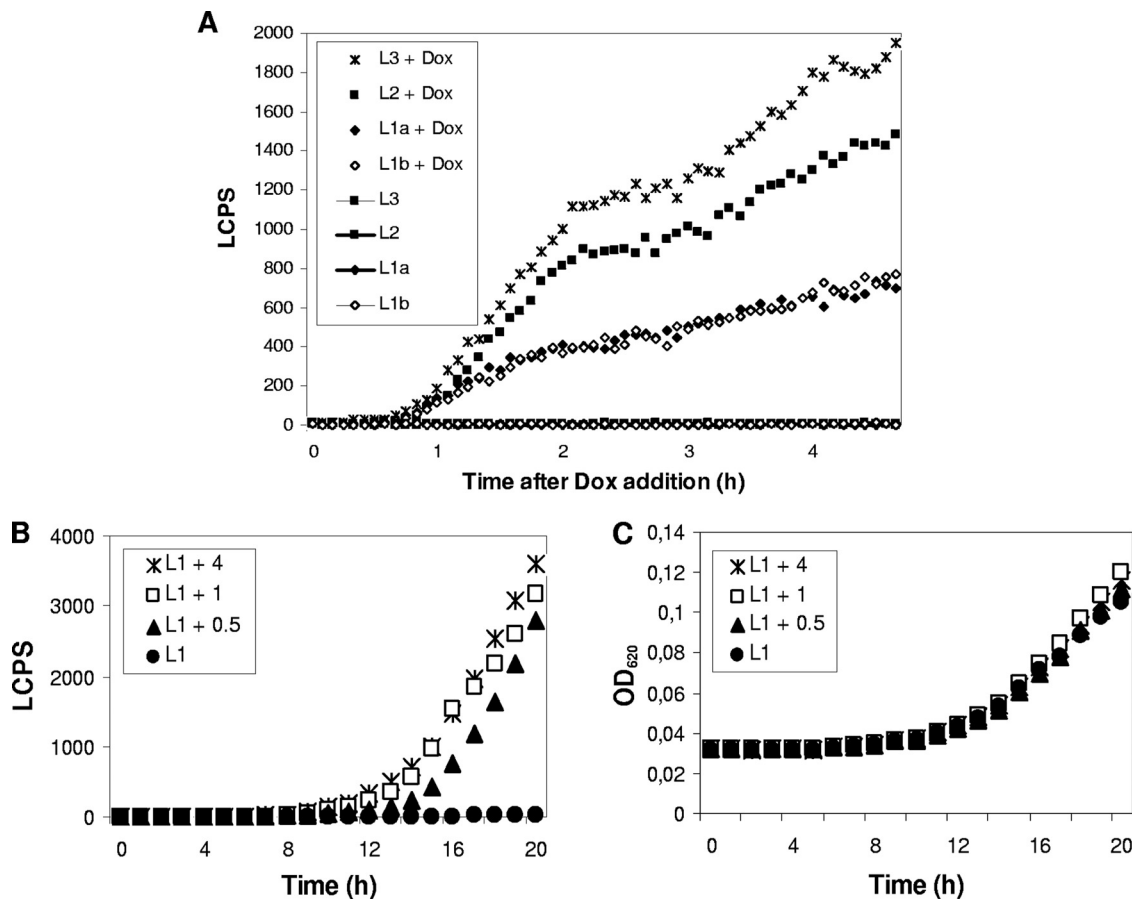 A
LCPS
2000
1800
1600
1400
1200
1000
800
600
400
200
0
L3 + Dox
L2 + Dox
L1a + Dox
L1b + Dox
L3
L2
L1a
L1b
0 1 2 3 4
Time after Dox addition (h)
B
LCPS
4000
3000
2000
1000
0
L1 + 4
L1 + 1
L1 + 0.5
L1
0 4 8 12 16 20
Time (h)
C
OD620
0,14
0,12
0,1
0,08
0,06
0,04
0,02
0
L1 + 4
L1 + 1
L1 + 0.5
L1
0 4 8 12 16 20
Time (h)